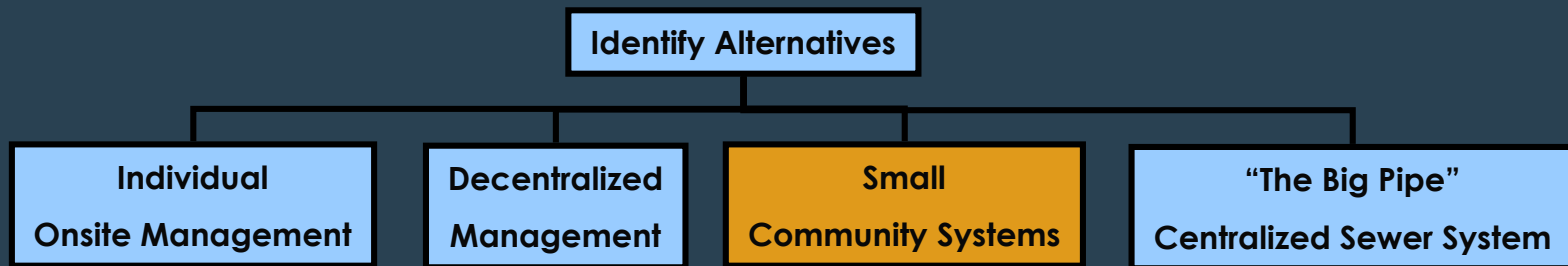 Identify Alternatives
Individual
Onsite Management
Decentralized
Management
Small
Community Systems
“The Big Pipe”
Centralized Sewer System